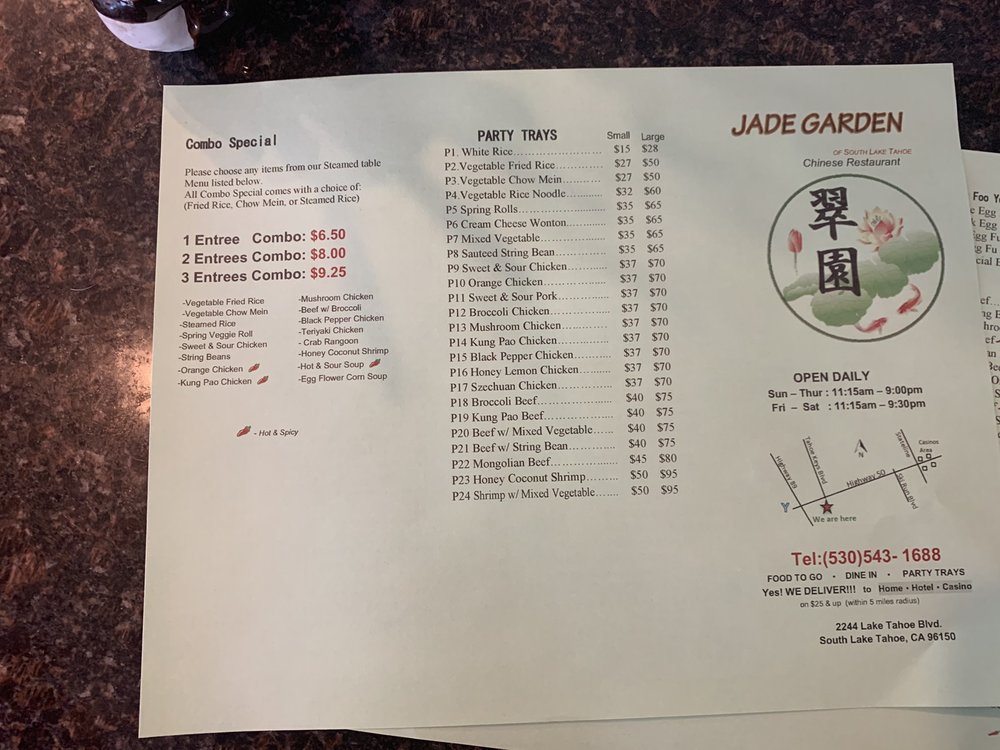 Combo Special
Please choose any items from our Steamed table
Menu listed below.
All Combo Special comes with a choice of:
(Fried Rice, Chow Mein, or Steamed Rice)
1 Entree Combo: $6.50
2 Entrees Combo: $8.00
3 Entrees Combo: $9.25
-Vegetable Fried Rice
-Vegetable Chow Mein
-Steamed Rice
-Spring Veggie Roll
-Sweet & Sour Chicken
-String Beans
-Orange Chicken
-Kung Pao Chicken
-Mushroom Chicken
-Beef w/ Broccoli
-Black Pepper Chicken
-Teriyaki Chicken
- Crab Rangoon
-Honey Coconut Shrimp
-Hot & Sour Soup
-Egg Flower Corn Soup
- Hot & Spicy
PARTY TRAYS Small Large
P1. White Rice $15 $28
P2.Vegetable Fried Rice $27 $50
P3.Vegetable Chow Mein $27 $50
P4.Vegetable Rice Noodle $32 $60
P5 Spring Rolls $35 $65
P6 Cream Cheese Wonton $35 $65
P7 Mixed Vegetable $35 $65
P8 Sauteed String Bean $35 $65
P9 Sweet & Sour Chicken $37 $70
P10 Orange Chicken $37 $70
P11 Sweet & Sour Pork $37 $70
P12 Broccoli Chicken $37 $70
P13 Mushroom Chicken $37 $70
P14 Kung Pao Chicken $37 $70
P15 Black Pepper Chicken $37 $70
P16 Honey Lemon Chicken $37 $70
P17 Szechuan Chicken $37 $70
P18 Broccoli Beef $40 $75
P19 Kung Pao Beef $40 $75
P20 Beef w/ Mixed Vegetable $40 $75
P21 Beef w/ String Bean $40 $75
P22 Mongolian Beef $45 $80
P23 Honey Coconut Shrimp $50 $95
P24 Shrimp w/ Mixed Vegetable $50 $95
JADE GARDEN
OF SOUTH LAKE TAHOE
Chinese Restaurant
翠
園
OPEN DAILY
Sun – Thur : 11:15am – 9:00pm
Fri – Sat : 11:15am – 9:30pm
Highway 89
Tahoe Keys Blvd
N
Stateline
Casinos
Area
Highway 50
Ski Run Blvd
Y
We are here
Tel:(530)543- 1688
FOOD TO GO • DINE IN • PARTY TRAYS
Yes! WE DELIVER!!! to Home • Hotel • Casino
on $25 & up (within 5 miles radius)
2244 Lake Tahoe Blvd.
South Lake Tahoe, CA 96150
Foo
Egg
Egg
Fu